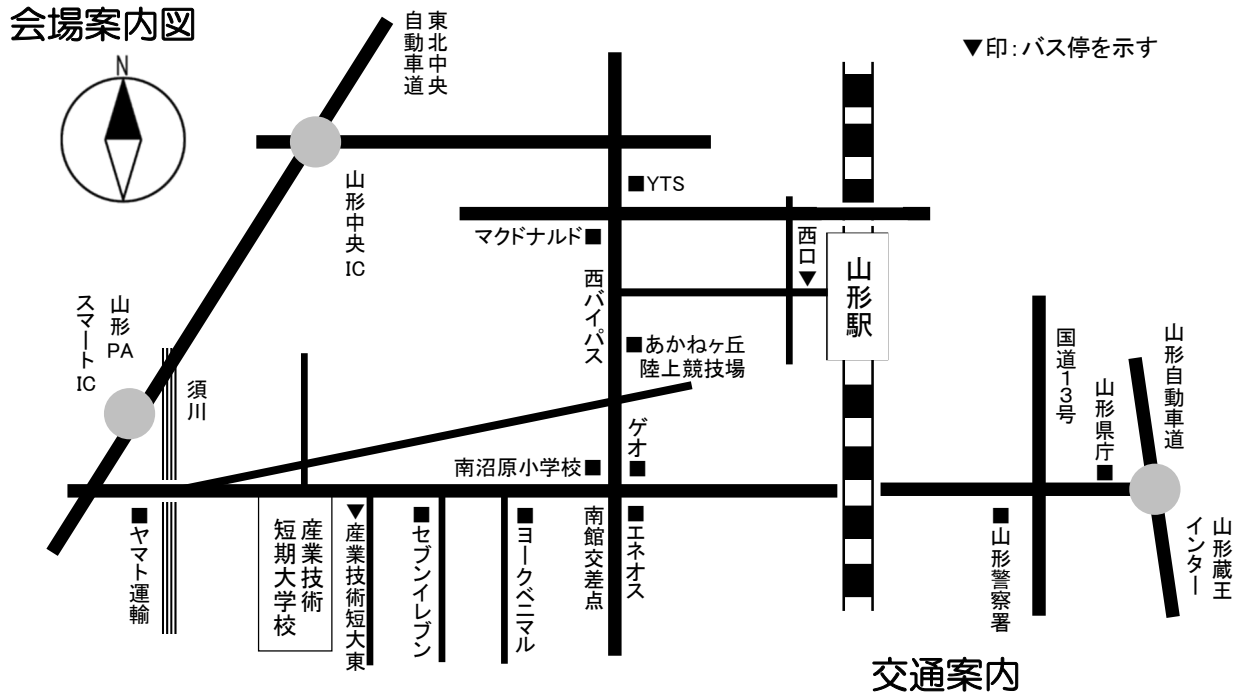 会場案内図
N
東北中央
自動車道
▼印：バス停を示す
山形中央IC
■YTS
マクドナルド■
西口▼
山形駅
西バイパス
山形PA
スマートIC
須川
■あかねヶ丘
陸上競技場
国道13号
山形県庁■
山形自動車道
ゲオ■
南沼原小学校■
■ヤマト運輸
産業技術
短期大学校
▼産業技術短大東
■セブンイレブン
■ヨークベニマル
南館交差点
■エネオス
■山形警察署
山形蔵王
インター
交通案内